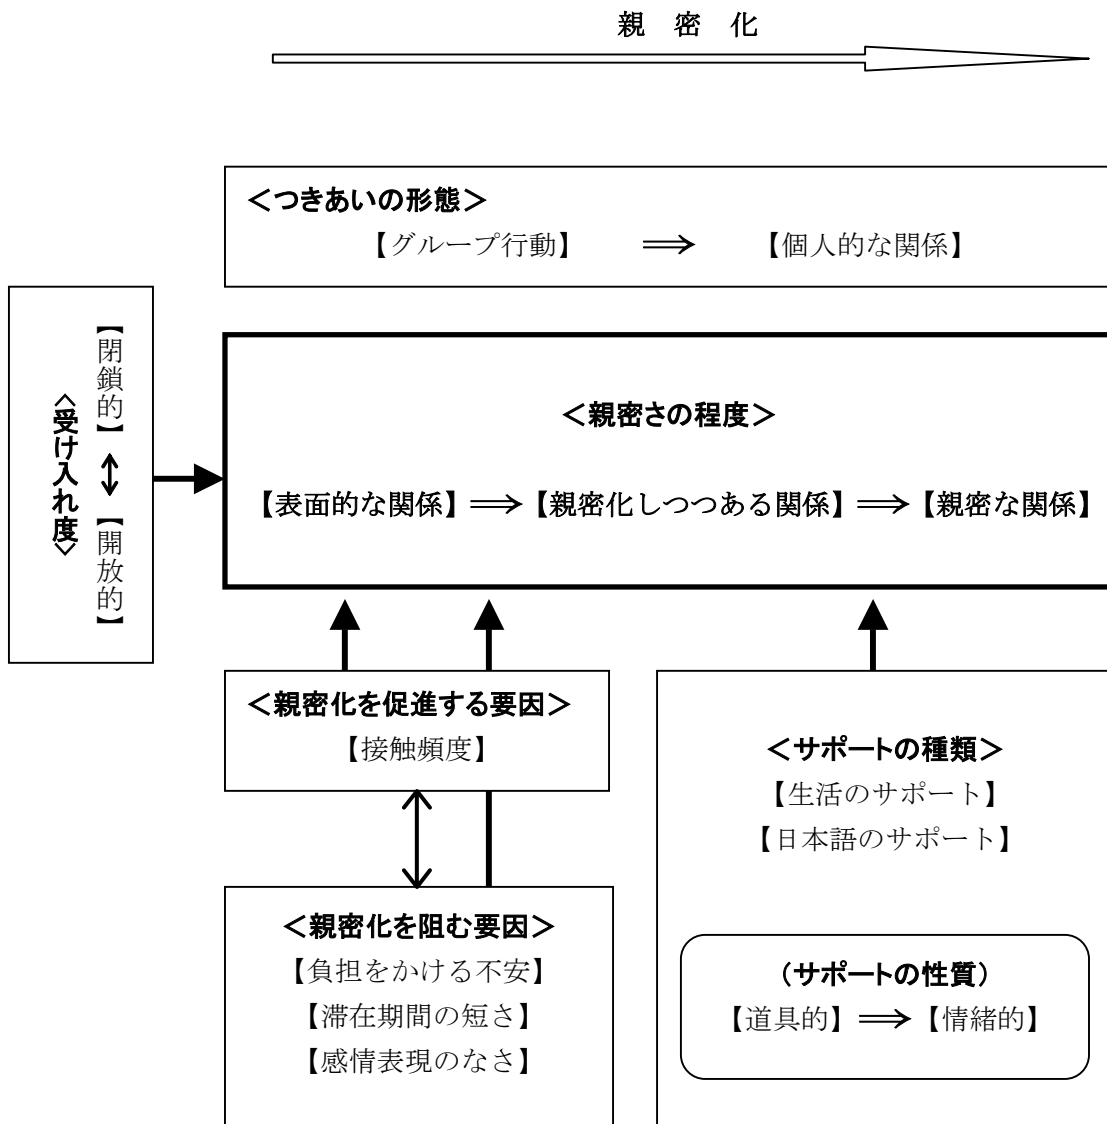 親 密 化
＜つきあいの形態＞
【グループ行動】 ⇒ 【個人的な関係】
＜受け入れ度＞
【閉鎖的】 ↔ 【開放的】
＜親密さの程度＞
【表面的な関係】⇒【親密化しつつある関係】⇒【親密な関係】
＜親密化を促進する要因＞
【接触頻度】
＜親密化を阻む要因＞
【負担をかける不安】
【滞在期間の短さ】
【感情表現のなさ】
＜サポートの種類＞
【生活のサポート】
【日本語のサポート】
（サポートの性質）
【道具的】⇒【情緒的】